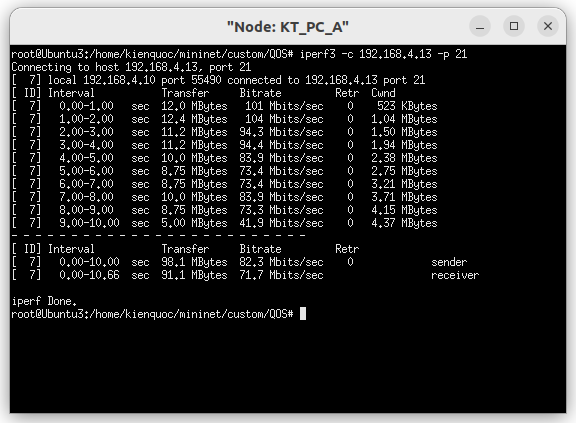 "Node: KT_PC_A"
root@Ubuntu3:/home/kienquoc/mininet/custom/QOS# iperf3 -c 192.168.4.13 -p 21
Connecting to host 192.168.4.13, port 21
[  7] local 192.168.4.10 port 55490 connected to 192.168.4.13 port 21
[ ID] Interval           Transfer     Bitrate         Retr  Cwnd
[  7]   0.00-1.00   sec  12.0 MBytes   101 Mbits/sec    0    523 KBytes
[  7]   1.00-2.00   sec  12.4 MBytes   104 Mbits/sec    0   1.04 MBytes
[  7]   2.00-3.00   sec  11.2 MBytes  94.3 Mbits/sec    0   1.50 MBytes
[  7]   3.00-4.00   sec  11.2 MBytes  94.4 Mbits/sec    0   1.94 MBytes
[  7]   4.00-5.00   sec  10.0 MBytes  83.9 Mbits/sec    0   2.38 MBytes
[  7]   5.00-6.00   sec  8.75 MBytes  73.4 Mbits/sec    0   2.75 MBytes
[  7]   6.00-7.00   sec  8.75 MBytes  73.4 Mbits/sec    0   3.21 MBytes
[  7]   7.00-8.00   sec  10.0 MBytes  83.9 Mbits/sec    0   3.71 MBytes
[  7]   8.00-9.00   sec  8.75 MBytes  73.3 Mbits/sec    0   4.15 MBytes
[  7]   9.00-10.00  sec  5.00 MBytes  41.9 Mbits/sec    0   4.37 MBytes
- - - - - - - - - - - - - - - - - - - - - - - - -
[ ID] Interval           Transfer     Bitrate         Retr
[  7]   0.00-10.00  sec  98.1 MBytes  82.3 Mbits/sec    0             sender
[  7]   0.00-10.66  sec  91.1 MBytes  71.7 Mbits/sec                  receiver
iperf Done.
root@Ubuntu3:/home/kienquoc/mininet/custom/QOS#